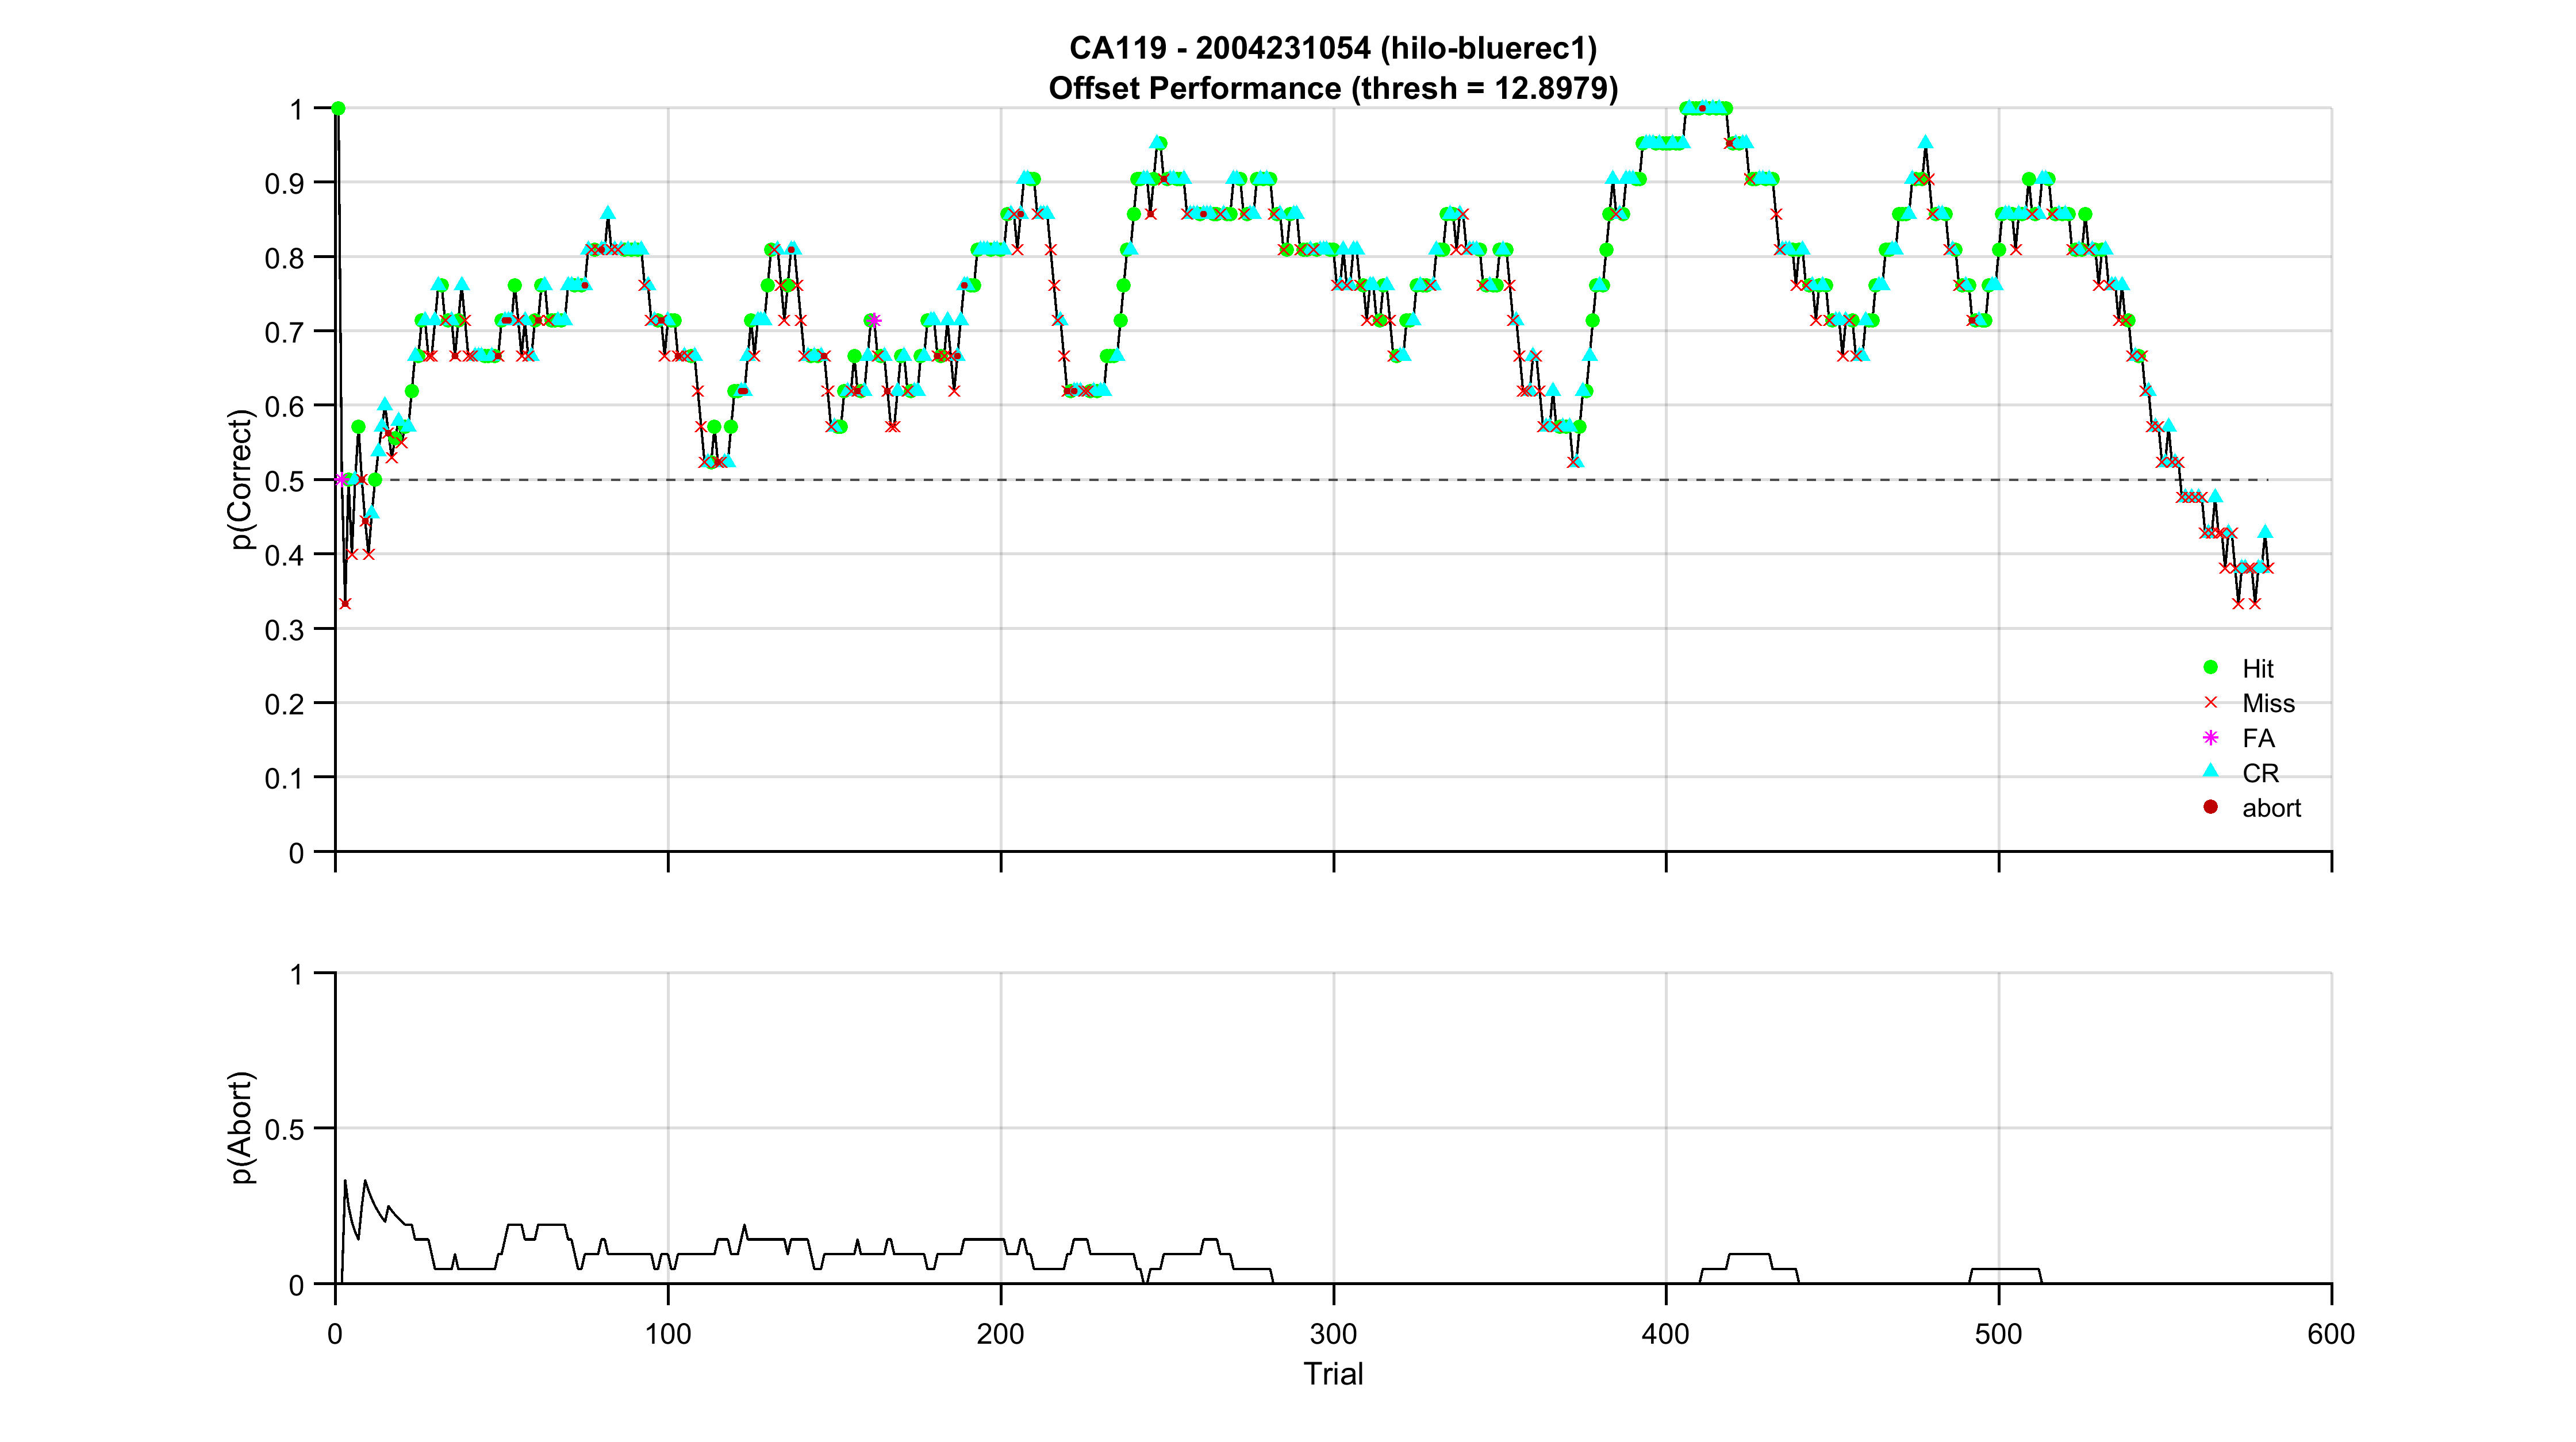 CA119 - 2004231054 (hilo-bluerec1)
Offset Performance (thresh = 12.8979)
1
0.9
0.8
0.7
0.6
0.5
0.4
0.3
0.2
0.1
0
p(Correct)
Hit
Miss
FA
CR
abort
1
0.5
0
p(Abort)
0 100 200 300 400 500 600
Trial